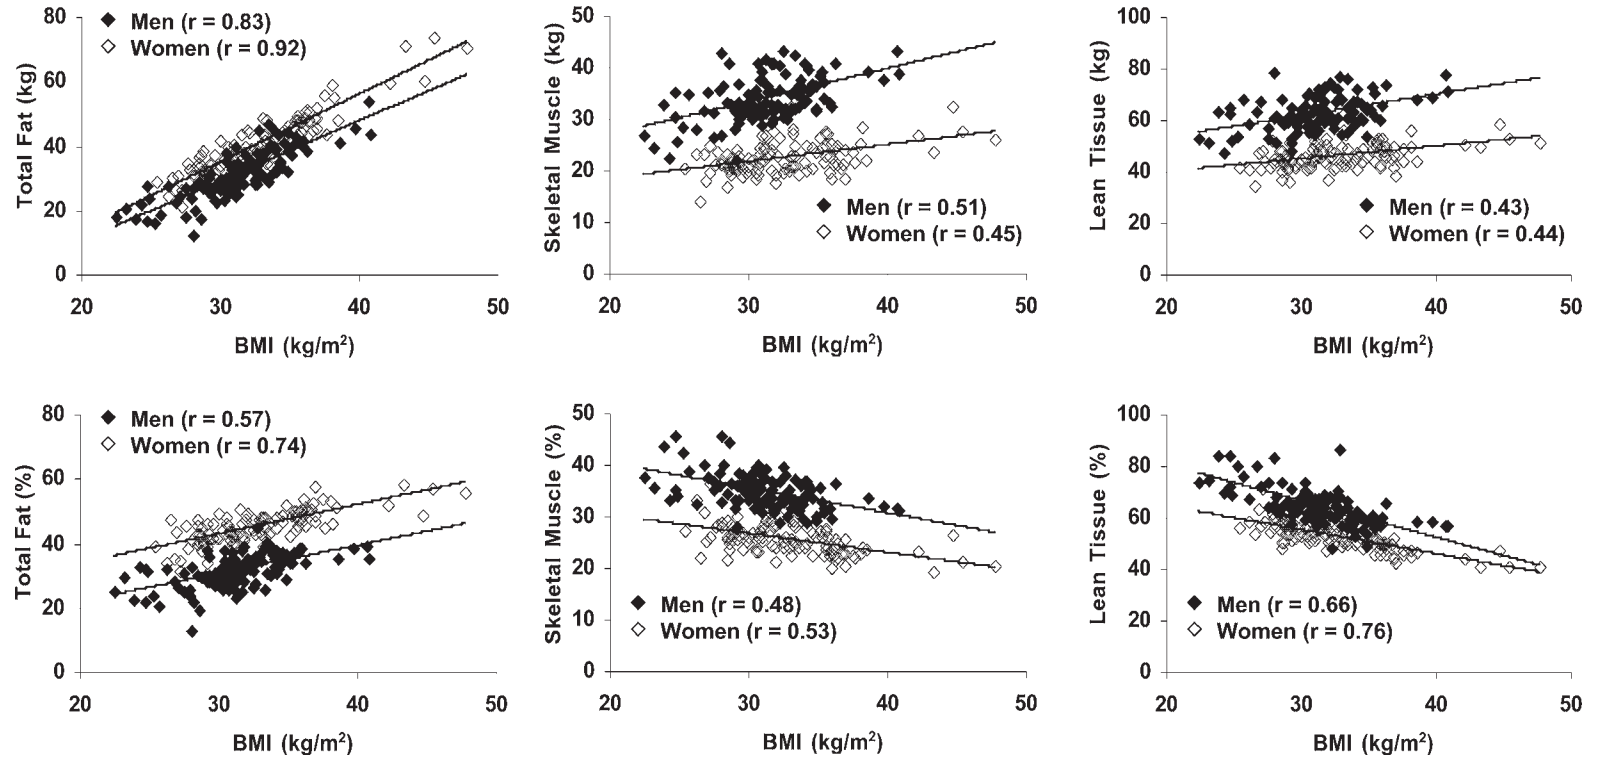 Total Fat (kg)
80
60
40
20
0
Men (r = 0.83)
Women (r = 0.92)
20 30 40 50
BMI (kg/m²)
Skeletal Muscle (kg)
50
40
30
20
10
0
Men (r = 0.51)
Women (r = 0.45)
20 30 40 50
BMI (kg/m²)
Lean Tissue (kg)
100
80
60
40
20
0
Men (r = 0.43)
Women (r = 0.44)
20 30 40 50
BMI (kg/m²)
Total Fat (%)
80
60
40
20
0
Men (r = 0.57)
Women (r = 0.74)
20 30 40 50
BMI (kg/m²)
Skeletal Muscle (%)
50
40
30
20
10
0
Men (r = 0.48)
Women (r = 0.53)
20 30 40 50
BMI (kg/m²)
Lean Tissue (%)
100
80
60
40
20
0
Men (r = 0.66)
Women (r = 0.76)
20 30 40 50
BMI (kg/m²)